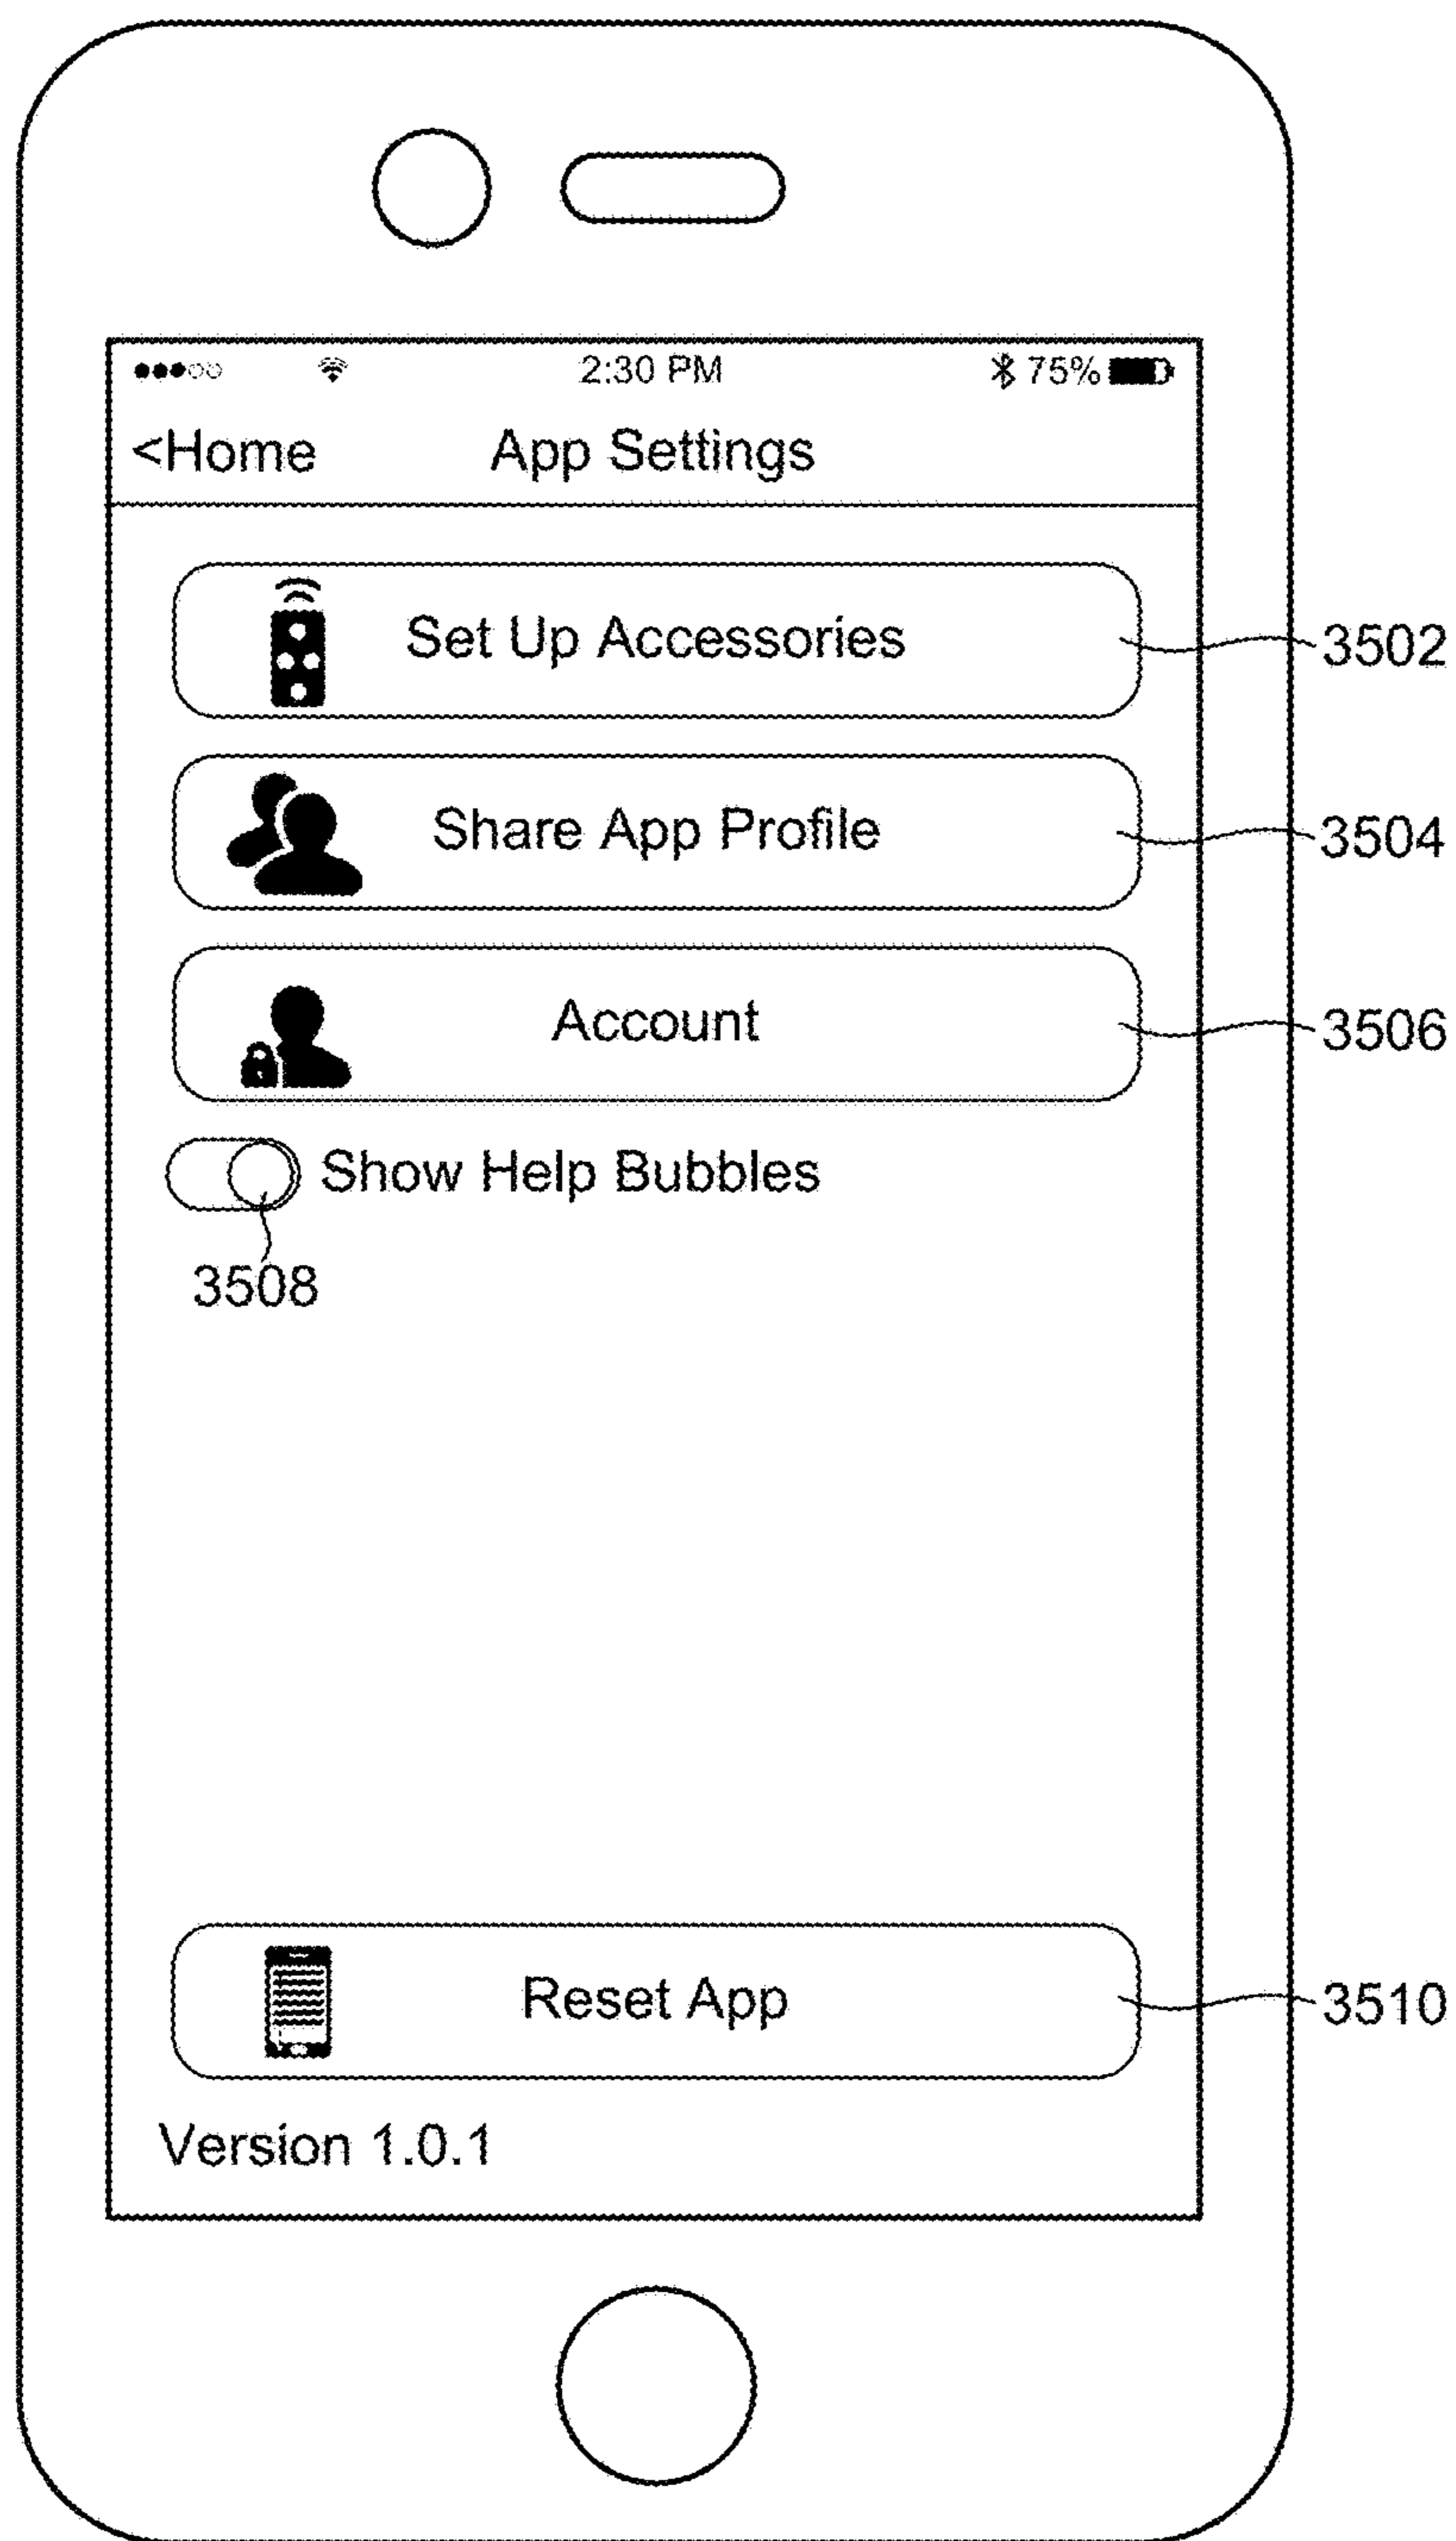 2:30 PM 75%
<Home App Settings
Set Up Accessories 3502
Share App Profile 3504
Account 3506
Show Help Bubbles
3508
Reset App 3510
Version 1.0.1